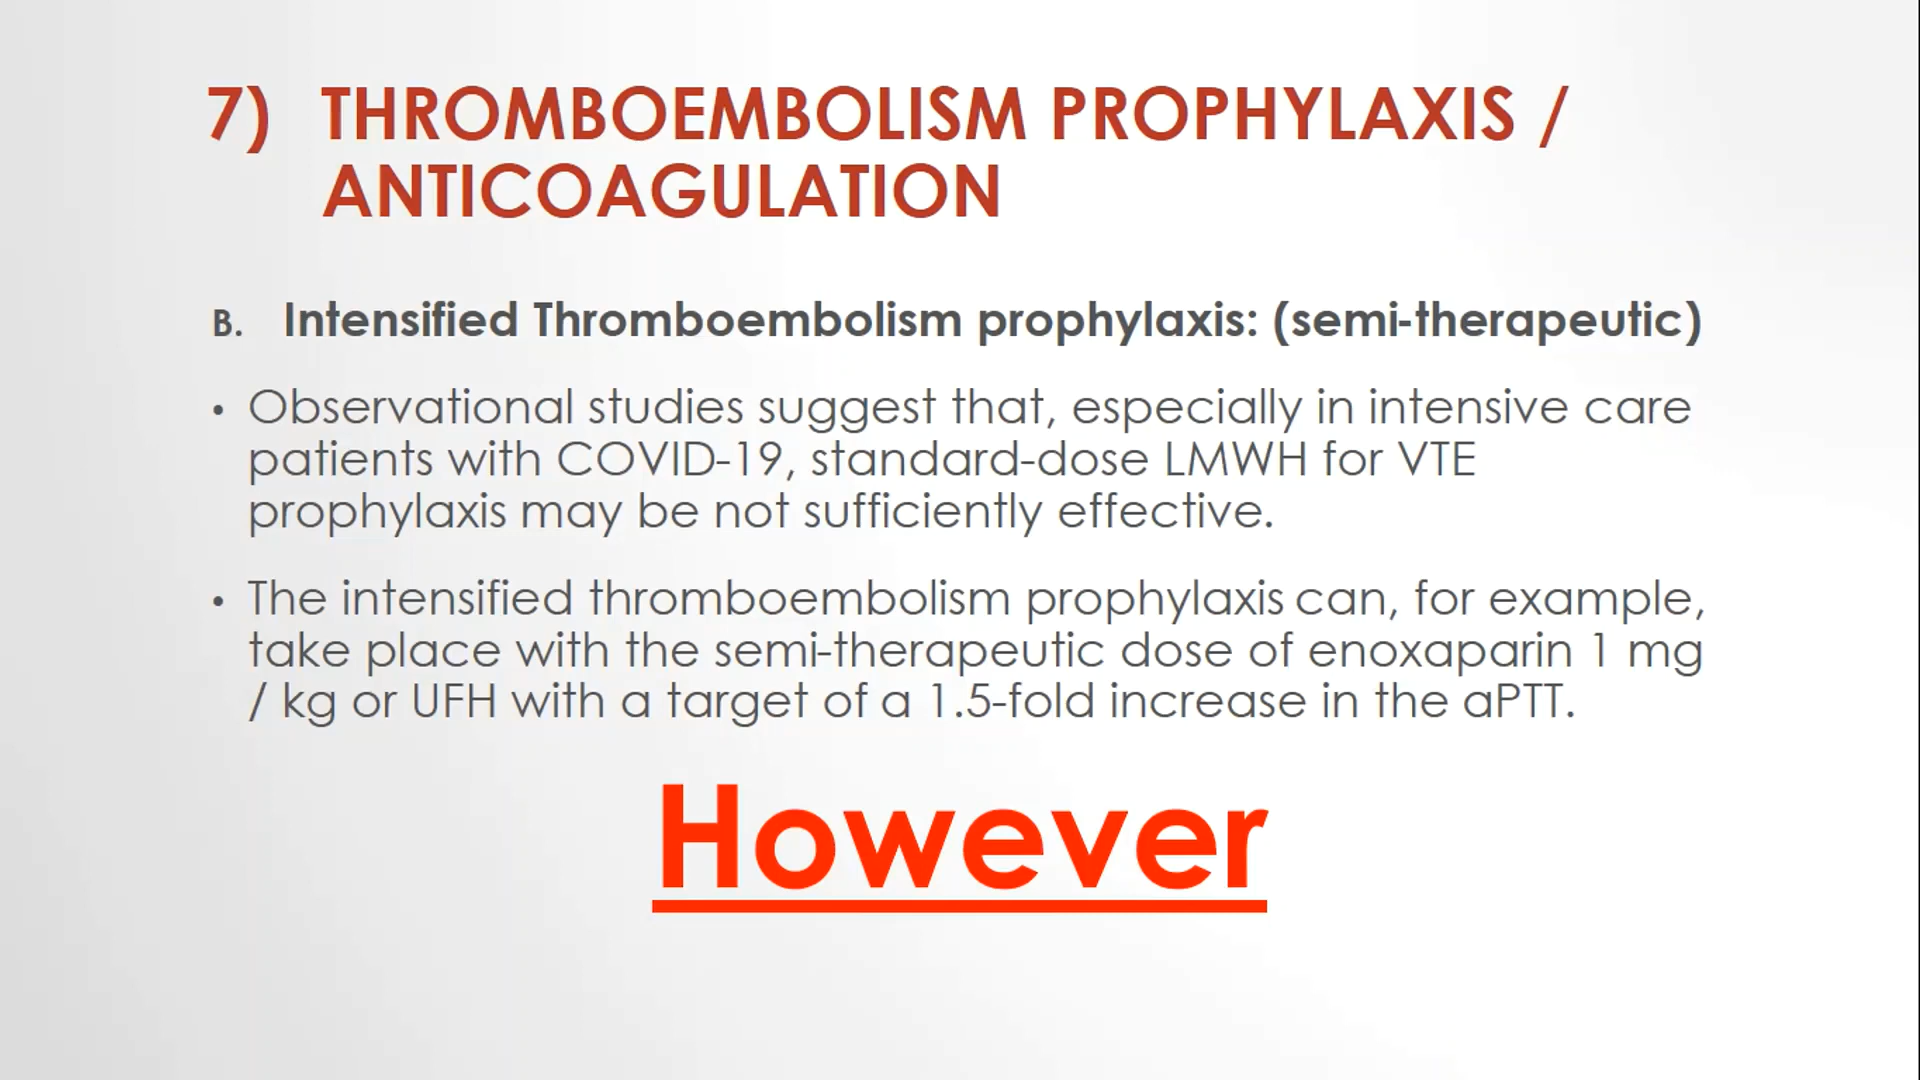 7) THROMBOEMBOLISM PROPHYLAXIS /
ANTICOAGULATION
B. Intensified Thromboembolism prophylaxis: (semi-therapeutic)
• Observational studies suggest that, especially in intensive care
patients with COVID-19, standard-dose LMWH for VTE
prophylaxis may be not sufficiently effective.
• The intensified thromboembolism prophylaxis can, for example,
take place with the semi-therapeutic dose of enoxaparin 1 mg
/ kg or UFH with a target of a 1.5-fold increase in the aPTT.
However